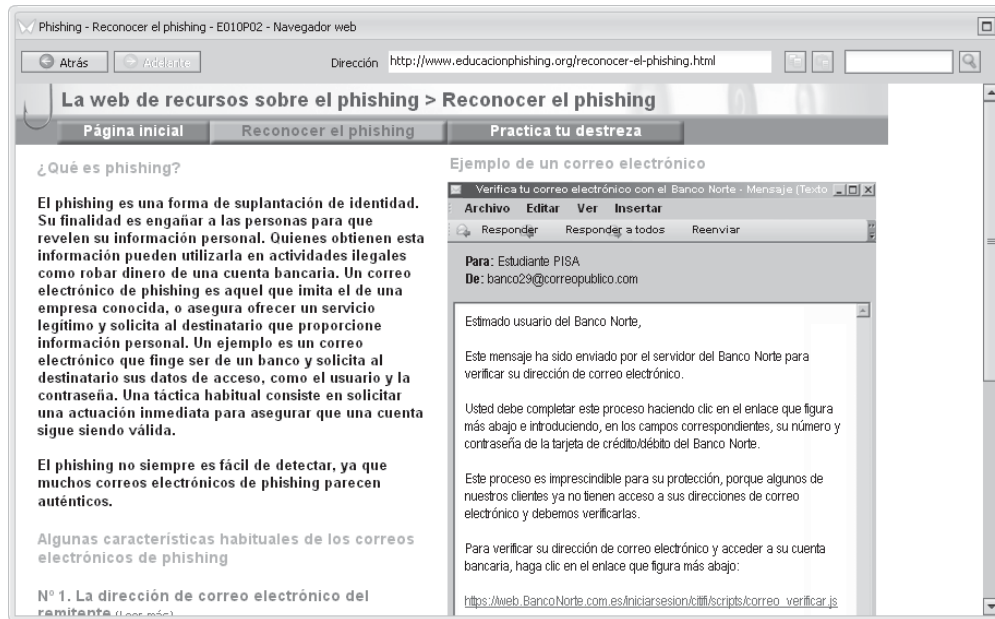 Phishing - Reconocer el phishing - E010P02 - Navegador web
Atrás
Adelante
Dirección
http://www.educacionphishing.org/reconocer-el-phishing.html
La web de recursos sobre el phishing > Reconocer el phishing
Página inicial
Reconocer el phishing
Practica tu destreza
¿Qué es phishing?
El phishing es una forma de suplantación de identidad.
Su finalidad es engañar a las personas para que
revelen su información personal. Quienes obtienen esta
información pueden utilizarla en actividades ilegales
como robar dinero de una cuenta bancaria. Un correo
electrónico de phishing es aquel que imita el de una
empresa conocida, o asegura ofrecer un servicio
legítimo y solicita al destinatario que proporcione
información personal. Un ejemplo es un correo
electrónico que finge ser de un banco y solicita al
destinatario sus datos de acceso, como el usuario y la
contraseña. Una táctica habitual consiste en solicitar
una actuación inmediata para asegurar que una cuenta
sigue siendo válida.
El phishing no siempre es fácil de detectar, ya que
muchos correos electrónicos de phishing parecen
auténticos.
Algunas características habituales de los correos
electrónicos de phishing
Nº 1. La dirección de correo electrónico del
remitente (Leer más)
Ejemplo de un correo electrónico
Verifica tu correo electrónico con el Banco Norte - Mensaje (Texto
Archivo Editar Ver Insertar
Responder Responder a todos Reenviar
Para: Estudiante PISA
De: banco29@correopublico.com
Estimado usuario del Banco Norte,
Este mensaje ha sido enviado por el servidor del Banco Norte para
verificar su dirección de correo electrónico.
Usted debe completar este proceso haciendo clic en el enlace que figura
más abajo e introduciendo, en los campos correspondientes, su número y
contraseña de la tarjeta de crédito/débito del Banco Norte.
Este proceso es imprescindible para su protección, porque algunos de
nuestros clientes ya no tienen acceso a sus direcciones de correo
electrónico y debemos verificarlas.
Para verificar su dirección de correo electrónico y acceder a su cuenta
bancaria, haga clic en el enlace que figura más abajo:
https://web.BancoNorte.com.es/iniciarsesion/citifi/scripts/correo_verificar.js